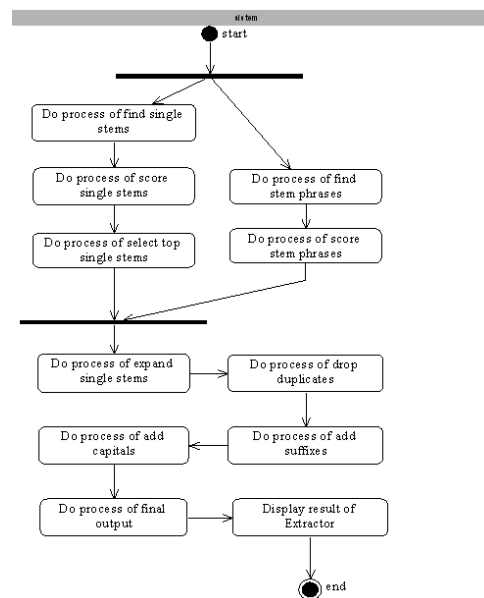 sistem
start
Do process of find single
stems
Do process of score
single stems
Do process of find
stem phrases
Do process of select top
single stems
Do process of score
stem phrases
Do process of expand
single stems
Do process of drop
duplicates
Do process of add
capitals
Do process of add
suffixes
Do process of final
output
Display result of
Extractor
end